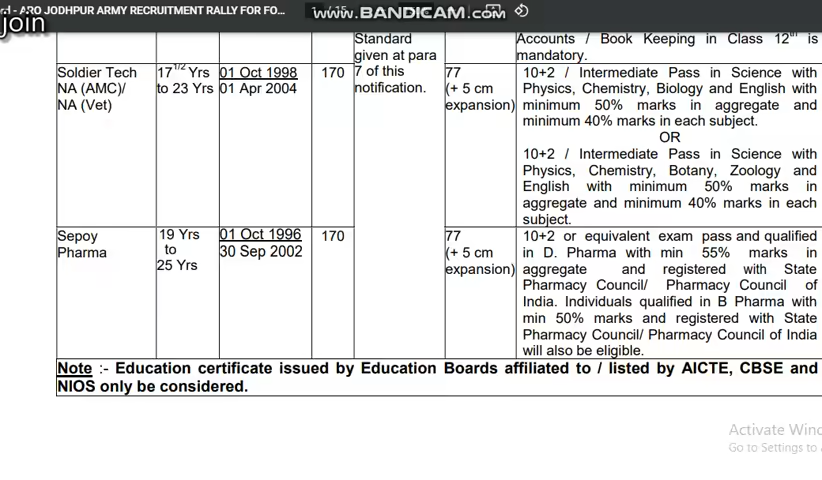 rd - ARO JODHPUR ARMY RECRUITMENT RALLY FOR FO...
www.BANDICAM.com
join
Standard
given at para
7 of this
notification.
Accounts / Book Keeping in Class 12th is
mandatory.
Soldier Tech
NA (AMC)/
NA (Vet)
17 1/2 Yrs
to 23 Yrs
01 Oct 1998
01 Apr 2004
170
77
(+ 5 cm
expansion)
10+2 / Intermediate Pass in Science with
Physics, Chemistry, Biology and English with
minimum 50% marks in aggregate and
minimum 40% marks in each subject.
OR
10+2 / Intermediate Pass in Science with
Physics, Chemistry, Botany, Zoology and
English with minimum 50% marks in
aggregate and minimum 40% marks in each
subject.
Sepoy
Pharma
19 Yrs
to
25 Yrs
01 Oct 1996
30 Sep 2002
170
77
(+ 5 cm
expansion)
10+2 or equivalent exam pass and qualified
in D. Pharma with min 55% marks in
aggregate and registered with State
Pharmacy Council/ Pharmacy Council of
India. Individuals qualified in B Pharma with
min 50% marks and registered with State
Pharmacy Council/ Pharmacy Council of India
will also be eligible.
Note :- Education certificate issued by Education Boards affiliated to / listed by AICTE, CBSE and
NIOS only be considered.
Activate Winc
Go to Settings to